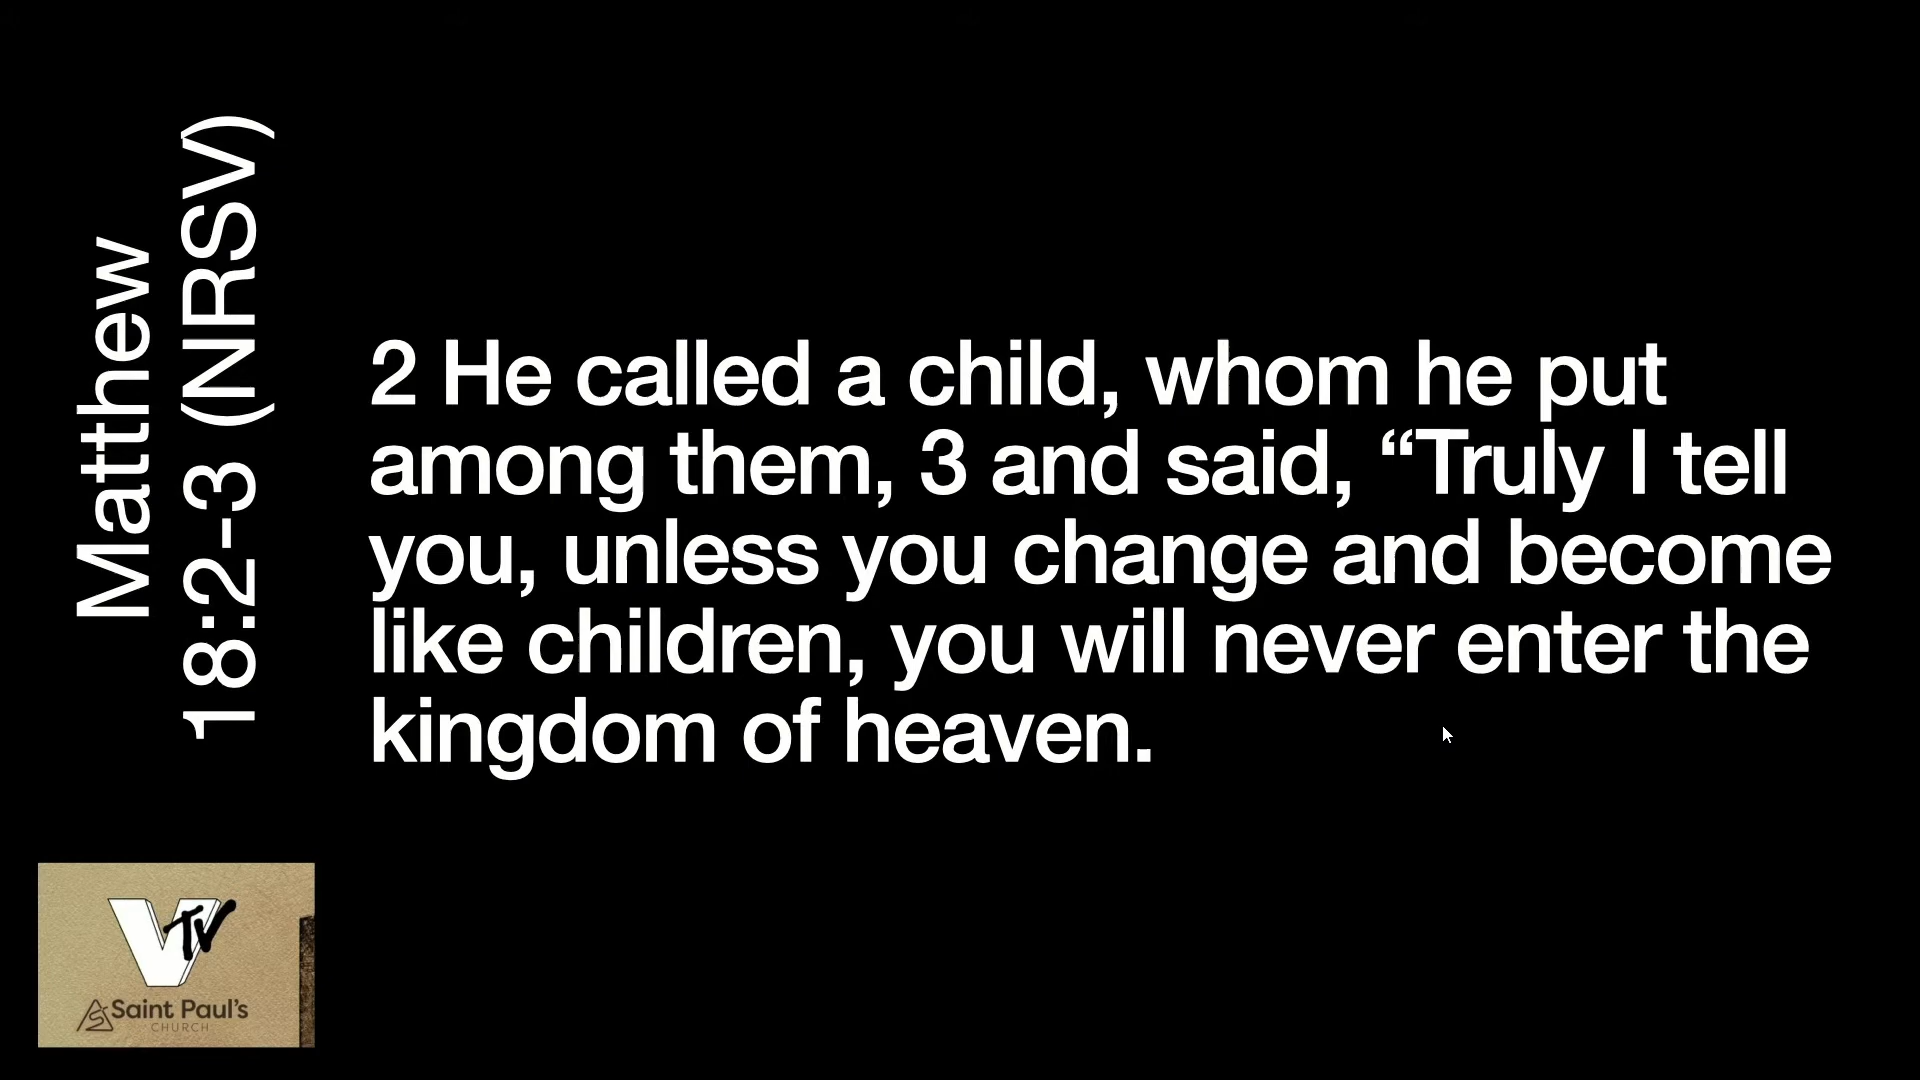 Matthew
18:2-3 (NRSV)
2 He called a child, whom he put
among them, 3 and said, “Truly I tell
you, unless you change and become
like children, you will never enter the
kingdom of heaven.
VTV
Saint Paul’s
CHURCH